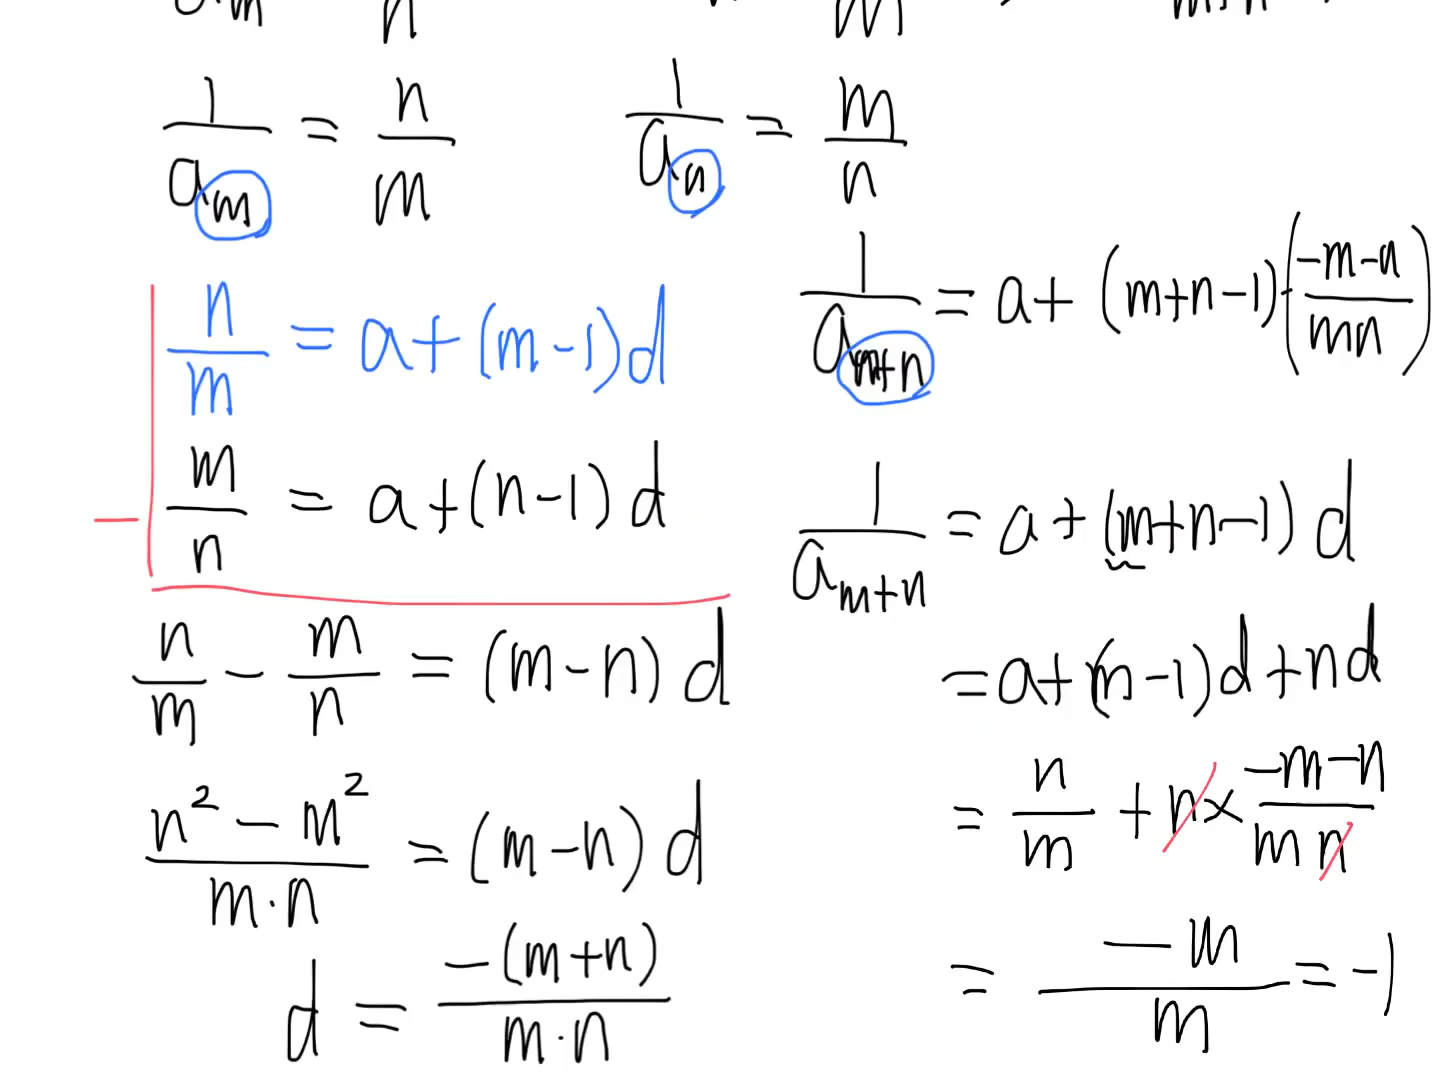 n m
1/a_m = n/m
1/a_n = m/n
n/m = a+(m-1)d
- m/n = a+(n-1)d
n/m - m/n = (m-n)d
(n² - m²)/(m·n) = (m-n)d
d = -(m+n)/(m·n)
1/a_{m+n} = a+ (m+n-1)·((-m-n)/(mn))
1/a_{m+n} = a+(m+n-1)d
= a+(m-1)d+nd
= n/m + n×(-m-n)/(mn)
= -m/m = -1